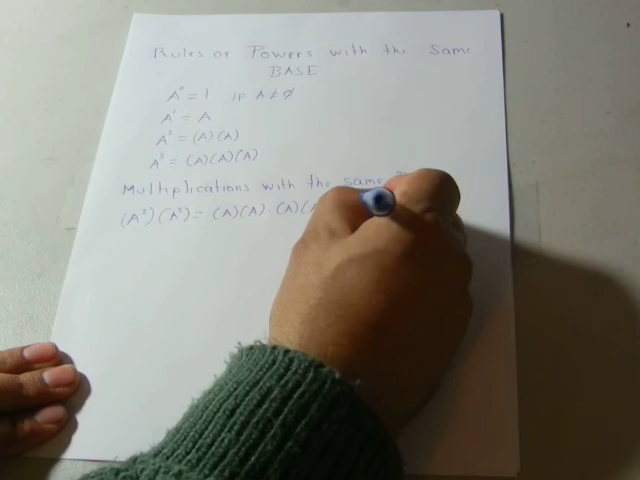 Rules of Powers with the same
BASE
A⁰ = 1 IF A ≠ 0
A¹ = A
A² = (A)(A)
A³ = (A)(A)(A)
Multiplications with the same
(A²)(A³) = (A)(A)·(A)(A